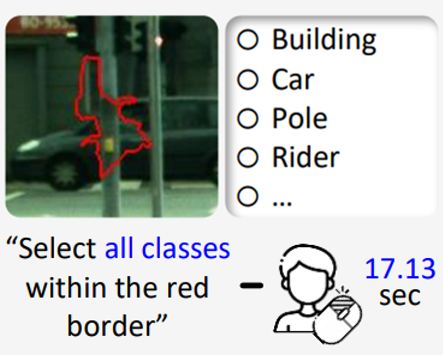 Building
Car
Pole
Rider
...
“Select all classes
within the red
border”
17.13
sec